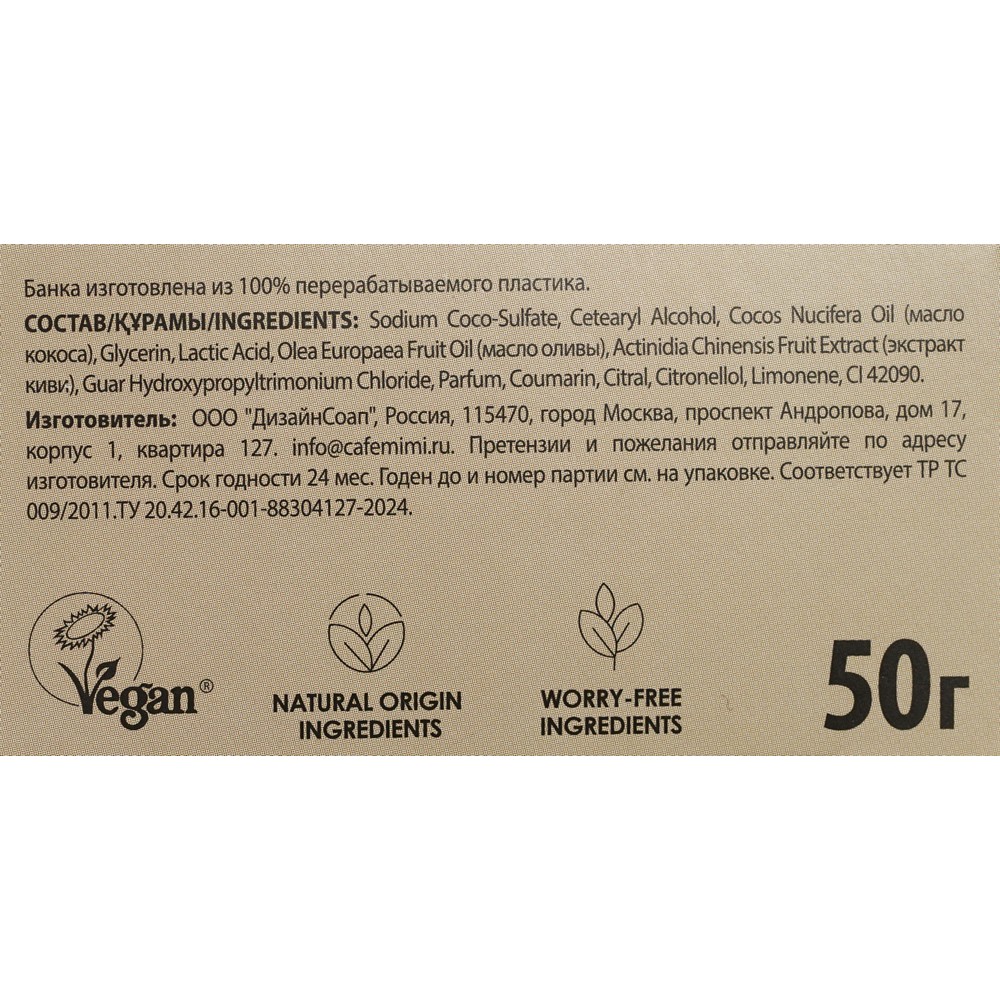 Банка изготовлена из 100% перерабатываемого пластика.
СОСТАВ/ҚҰРАМЫ/INGREDIENTS: Sodium Coco-Sulfate, Cetearyl Alcohol, Cocos Nucifera Oil (масло
кокоса), Glycerin, Lactic Acid, Olea Europaea Fruit Oil (масло оливы), Actinidia Chinensis Fruit Extract (экстракт
киви), Guar Hydroxypropyltrimonium Chloride, Parfum, Coumarin, Citral, Citronellol, Limonene, CI 42090.
Изготовитель: ООО "ДизайнСоап", Россия, 115470, город Москва, проспект Андропова, дом 17,
корпус 1, квартира 127. info@cafemimi.ru. Претензии и пожелания отправляйте по адресу
изготовителя. Срок годности 24 мес. Годен до и номер партии см. на упаковке. Соответствует ТР ТС
009/2011.ТУ 20.42.16-001-88304127-2024.
Vegan®
NATURAL ORIGIN
INGREDIENTS
WORRY-FREE
INGREDIENTS
50г